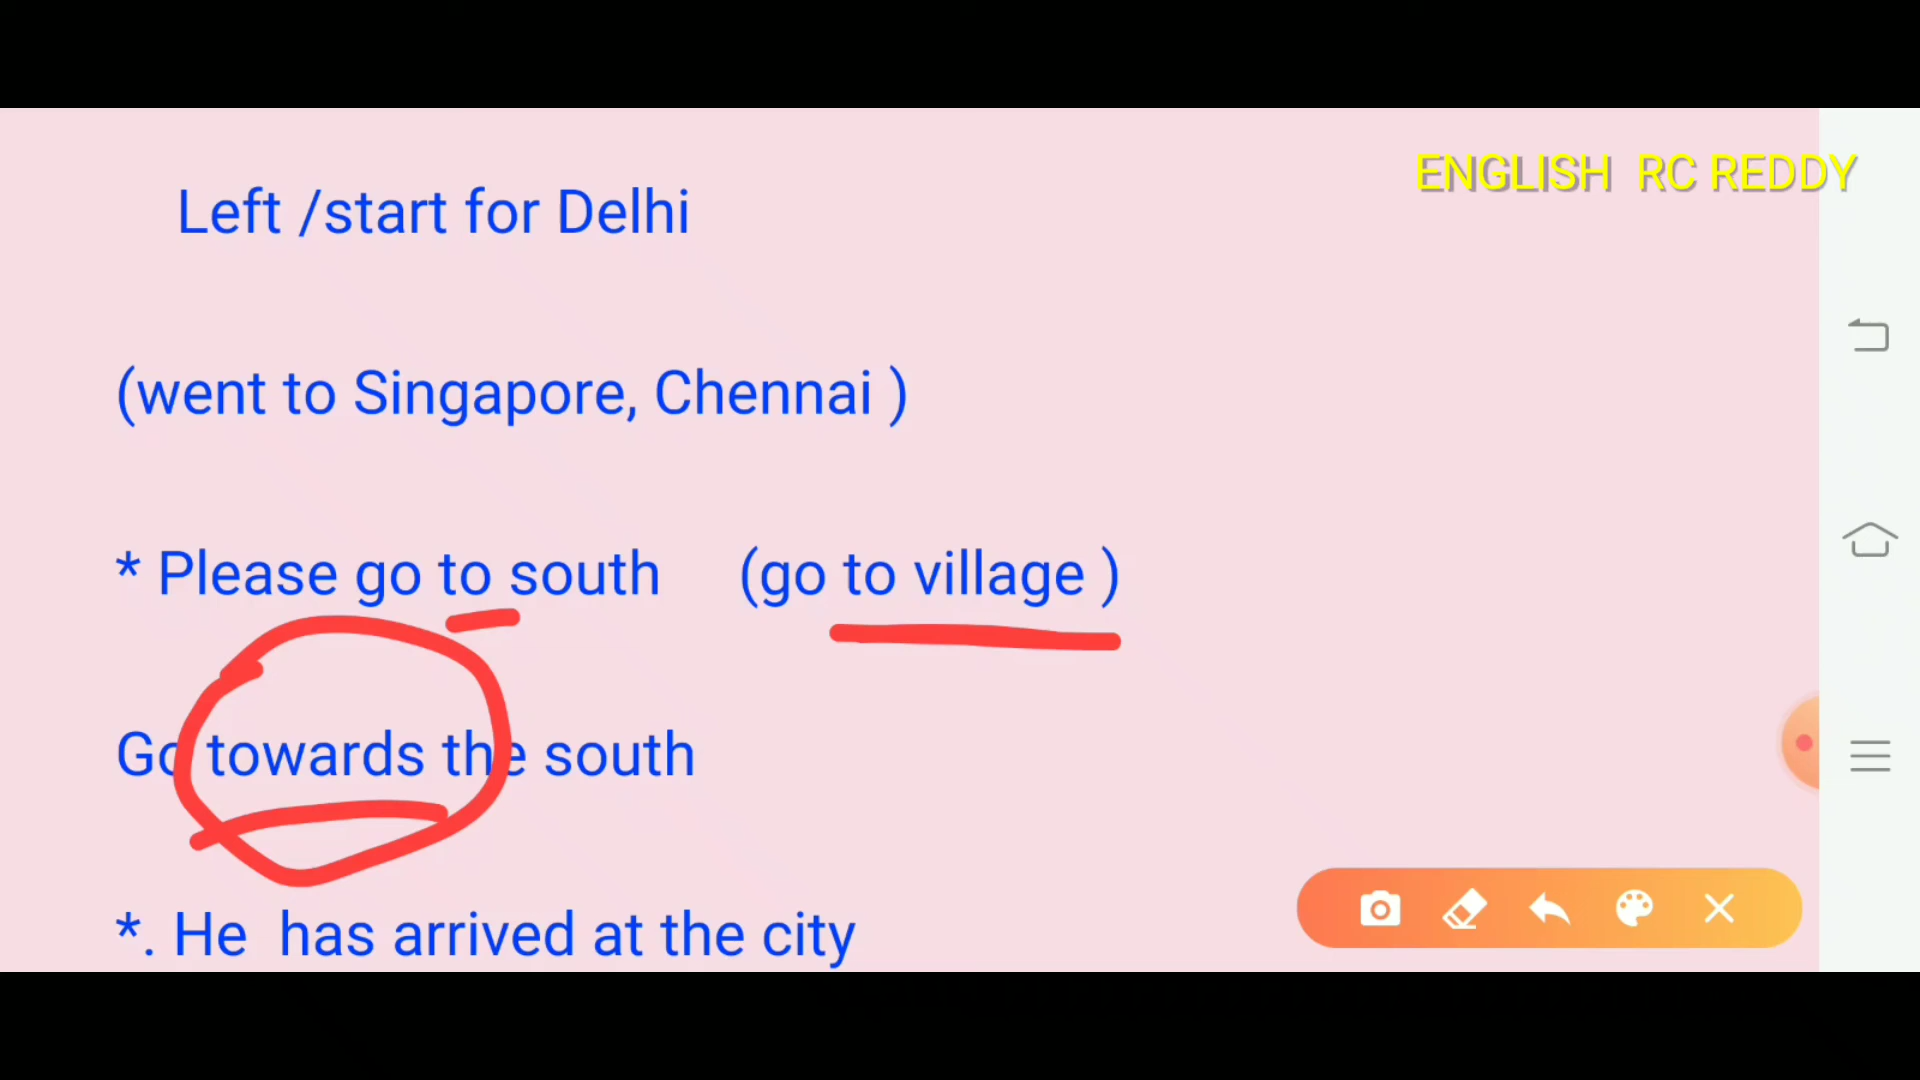 ENGLISH RC REDDY
Left /start for Delhi
(went to Singapore, Chennai )
* Please go to south (go to village )
Go towards the south
*. He has arrived at the city